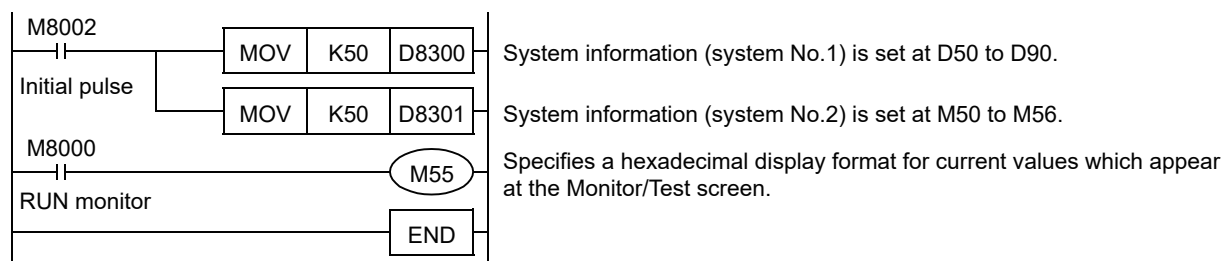 M8002
MOV K50 D8300
System information (system No.1) is set at D50 to D90.
Initial pulse
MOV K50 D8301
System information (system No.2) is set at M50 to M56.
M8000
M55
Specifies a hexadecimal display format for current values which appear
at the Monitor/Test screen.
RUN monitor
END